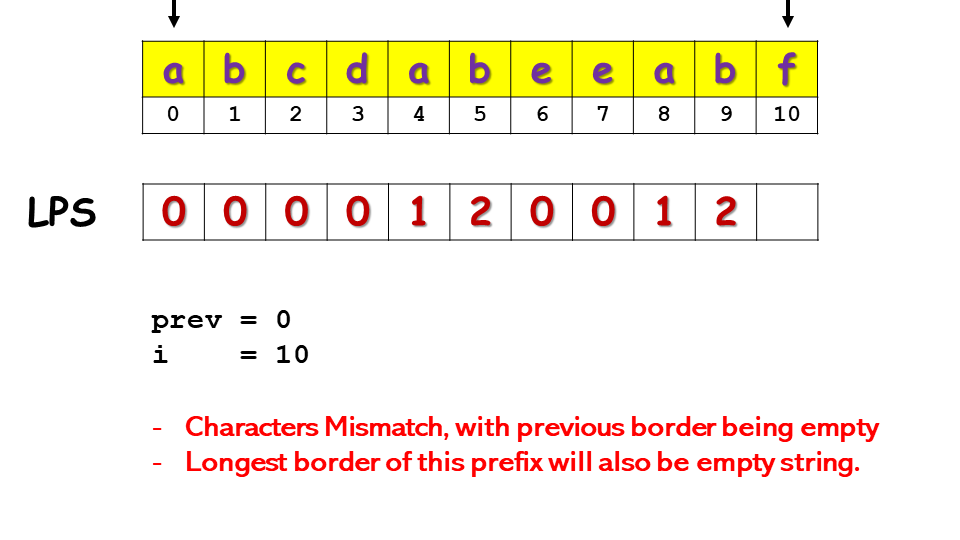 a b c d a b e e a b f
0 1 2 3 4 5 6 7 8 9 10
LPS 0 0 0 0 1 2 0 0 1 2
prev = 0
i = 10
- Characters Mismatch, with previous border being empty
- Longest border of this prefix will also be empty string.